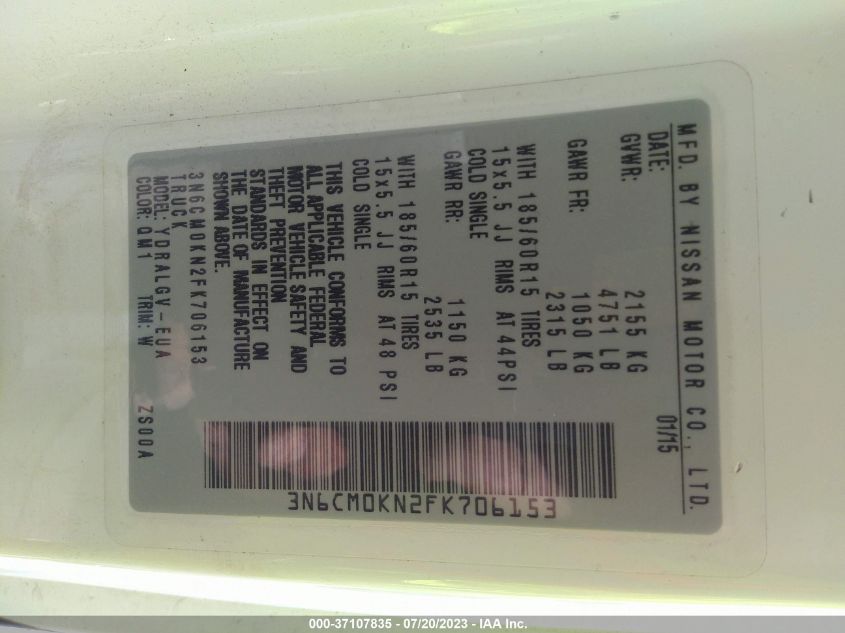 MFD. BY NISSAN MOTOR CO., LTD.
DATE: 01/15
GVWR: 2155 KG
4751 LB
GAWR FR: 1050 KG
2315 LB
WITH 185/60R15 TIRES
15x5.5 JJ RIMS AT 44PSI
COLD SINGLE
GAWR RR: 1150 KG
2535 LB
WITH 185/60R15 TIRES
15x5.5 JJ RIMS AT 48 PSI
COLD SINGLE
THIS VEHICLE CONFORMS TO
ALL APPLICABLE FEDERAL
MOTOR VEHICLE SAFETY AND
THEFT PREVENTION
STANDARDS IN EFFECT ON
THE DATE OF MANUFACTURE
SHOWN ABOVE.
3N6CM0KN2FK706153
TRUCK
MODEL: YDRALGV-EUA
COLOR: QM1 TRIM: W ZS00A
3N6CM0KN2FK706153
000-37107835 - 07/20/2023 - IAA Inc.